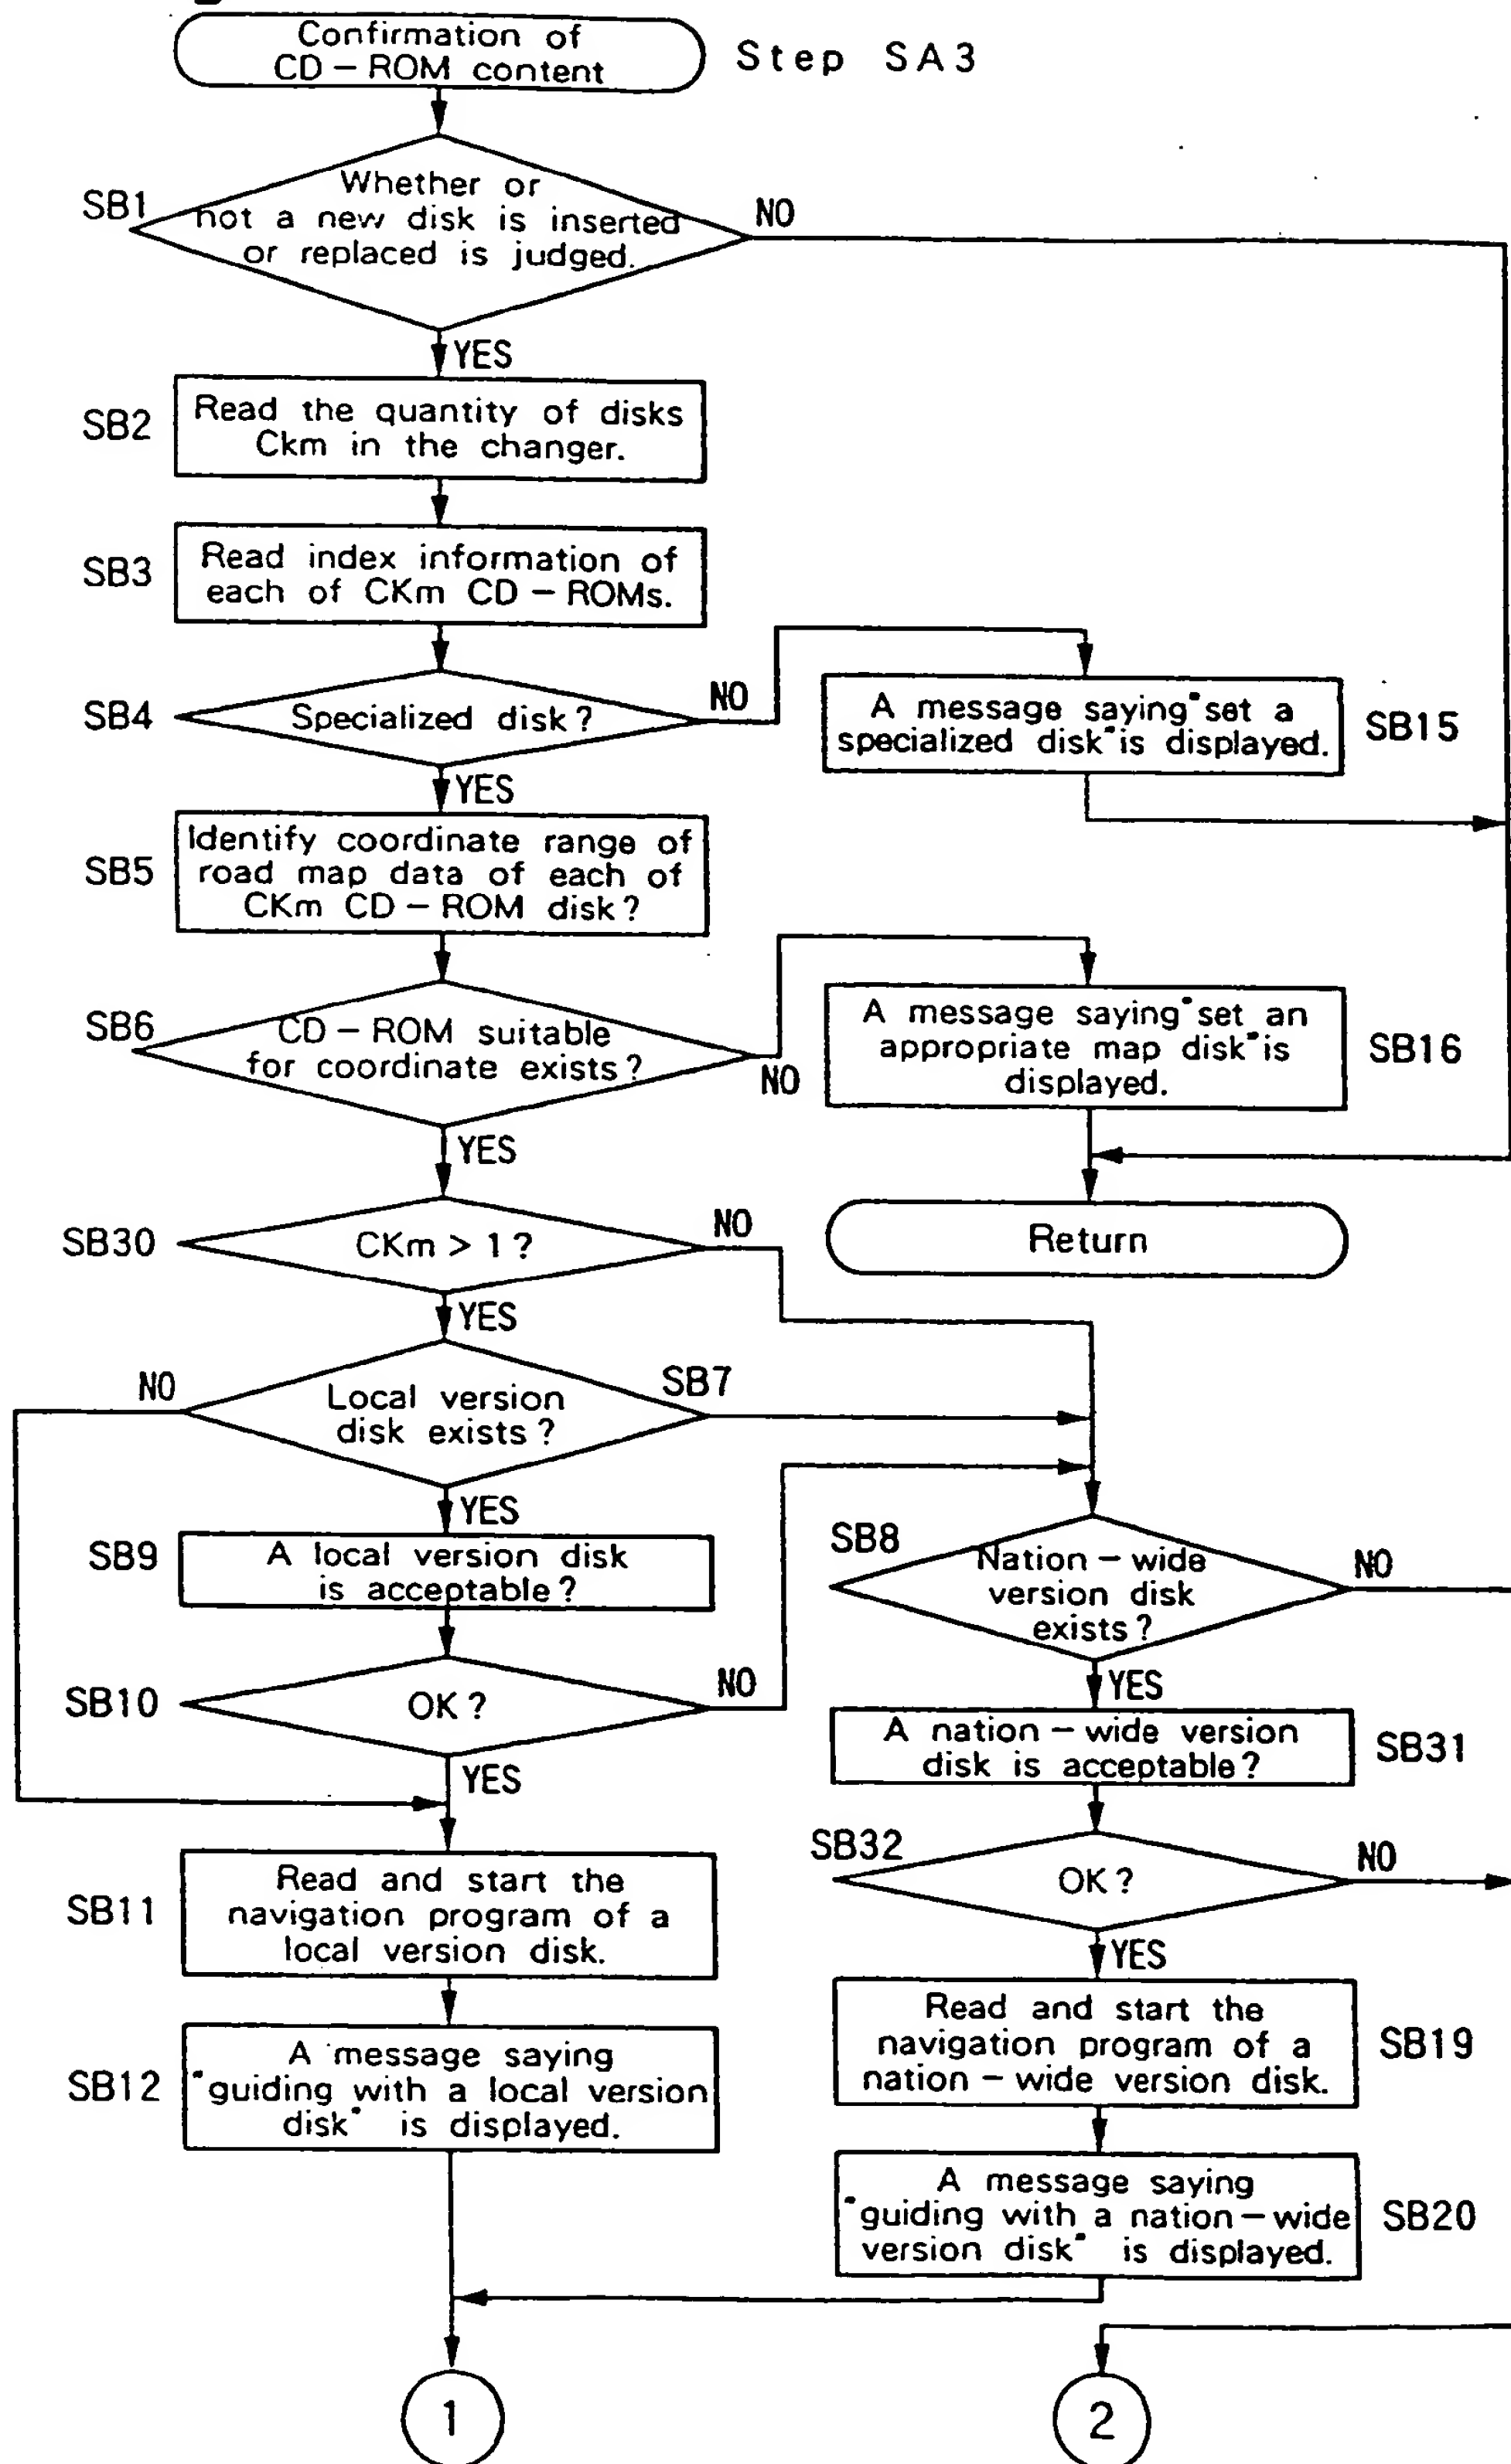 Confirmation of
CD-ROM content
Step SA3
SB1
Whether or
not a new disk is inserted
or replaced is judged.
NO
YES
SB2
Read the quantity of disks
Ckm in the changer.
SB3
Read index information of
each of CKm CD-ROMs.
SB4
Specialized disk?
NO
A message saying "set a
specialized disk" is displayed.
SB15
YES
SB5
Identify coordinate range of
road map data of each of
CKm CD-ROM disk?
SB6
CD-ROM suitable
for coordinate exists?
NO
A message saying "set an
appropriate map disk" is
displayed.
SB16
YES
SB30
CKm > 1?
NO
Return
YES
NO
Local version
disk exists?
SB7
YES
SB9
A local version disk
is acceptable?
SB8
Nation-wide
version disk
exists?
NO
SB10
OK?
NO
YES
YES
A nation-wide version
disk is acceptable?
SB31
SB32
OK?
NO
SB11
Read and start the
navigation program of a
local version disk.
YES
Read and start the
navigation program of a
nation-wide version disk.
SB19
SB12
A message saying
"guiding with a local version
disk" is displayed.
A message saying
"guiding with a nation-wide
version disk" is displayed.
SB20
1
2